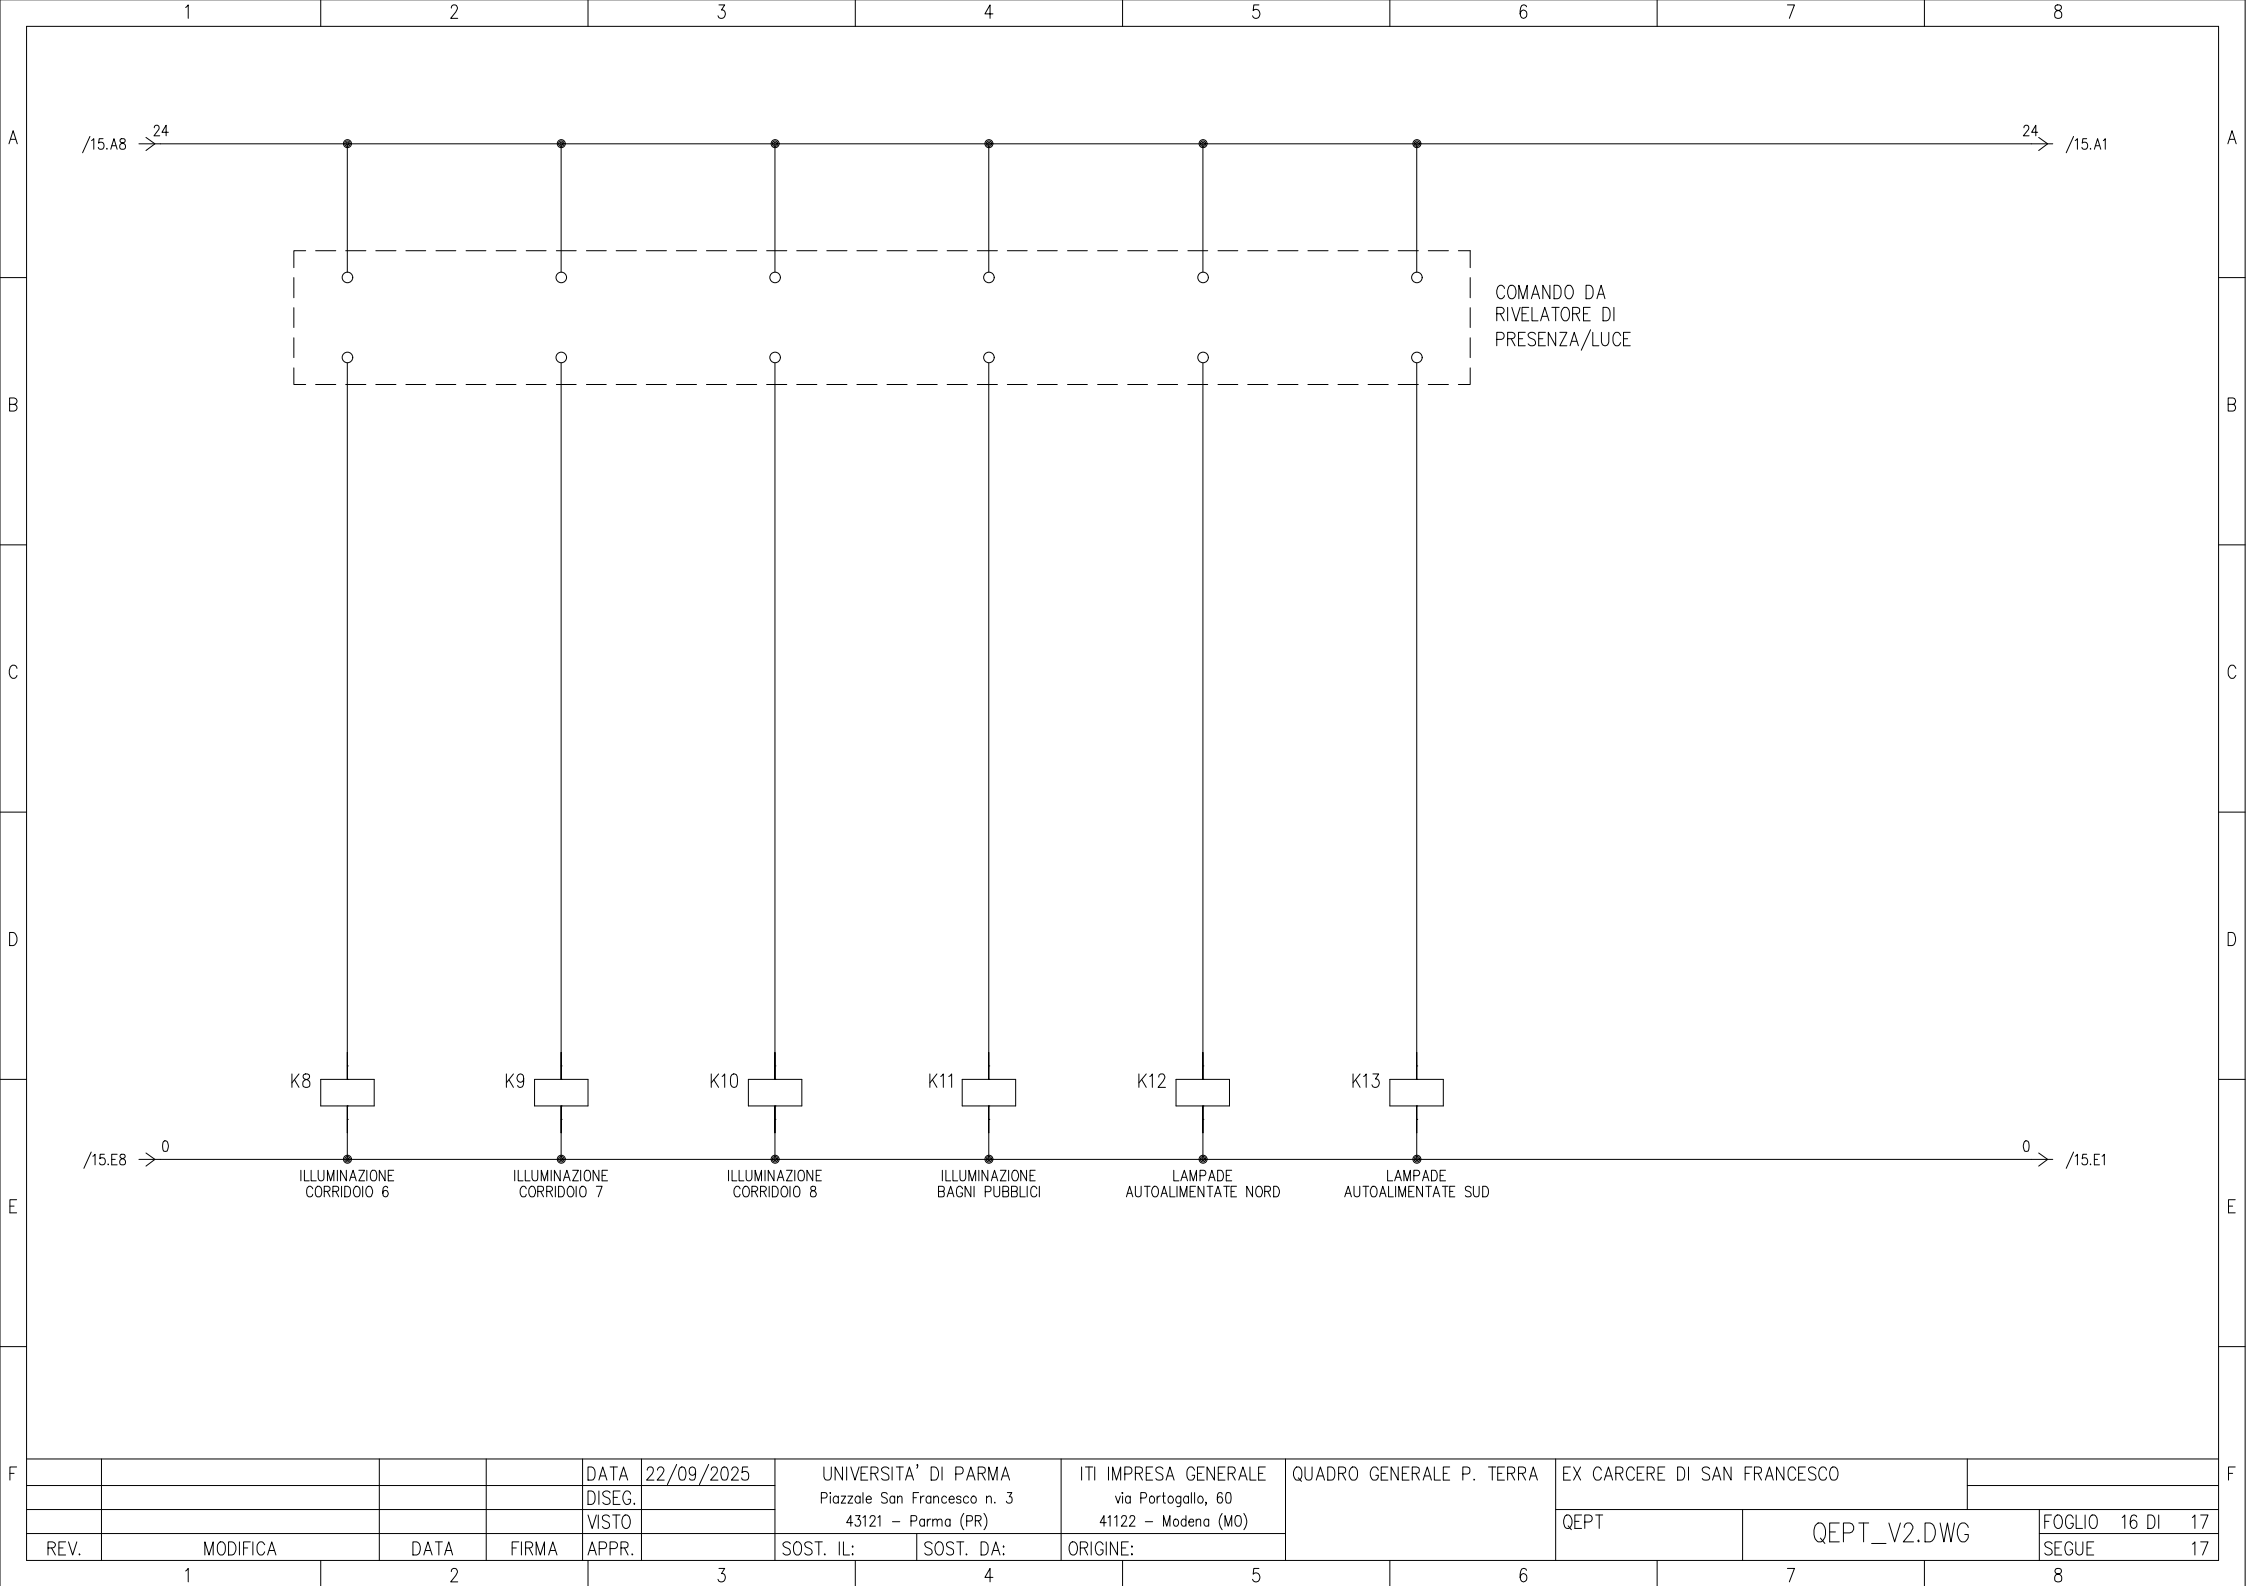 1 2 3 4 5 6 7 8
A A
24 24
/15.A8 /15.A1
COMANDO DA
RIVELATORE DI
PRESENZA/LUCE
B B
C C
D D
K8 K9 K10 K11 K12 K13
0 0
/15.E8 /15.E1
ILLUMINAZIONE ILLUMINAZIONE ILLUMINAZIONE ILLUMINAZIONE LAMPADE LAMPADE
CORRIDOIO 6 CORRIDOIO 7 CORRIDOIO 8 BAGNI PUBBLICI AUTOALIMENTATE NORD AUTOALIMENTATE SUD
E E
F DATA 22/09/2025 UNIVERSITA' DI PARMA ITI IMPRESA GENERALE QUADRO GENERALE P. TERRA EX CARCERE DI SAN FRANCESCO F
DISEG. Piazzale San Francesco n. 3 via Portogallo, 60
VISTO 43121 - Parma (PR) 41122 - Modena (MO) QEPT QEPT_V2.DWG FOGLIO 16 DI 17
REV. MODIFICA DATA FIRMA APPR. SOST. IL: SOST. DA: ORIGINE: SEGUE 17
1 2 3 4 5 6 7 8